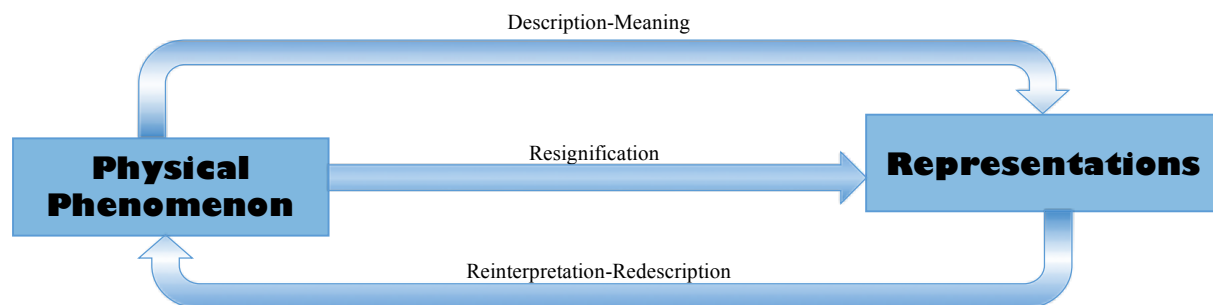 Description-Meaning
Physical
Phenomenon
Resignification
Representations
Reinterpretation-Redescription